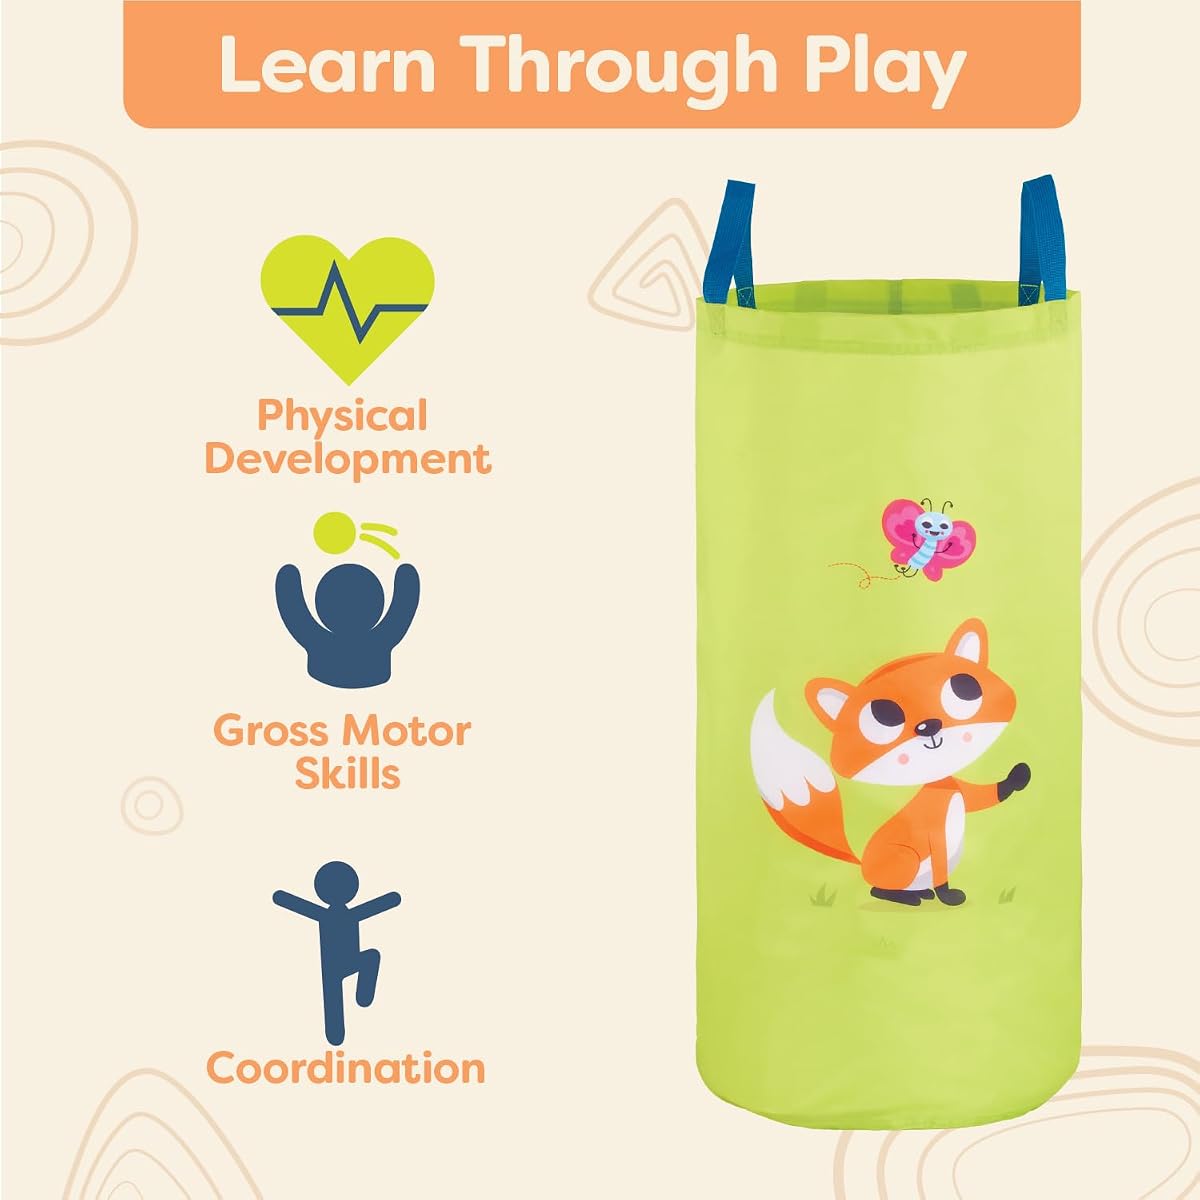 Learn Through Play
Physical
Development
Gross Motor
Skills
Coordination